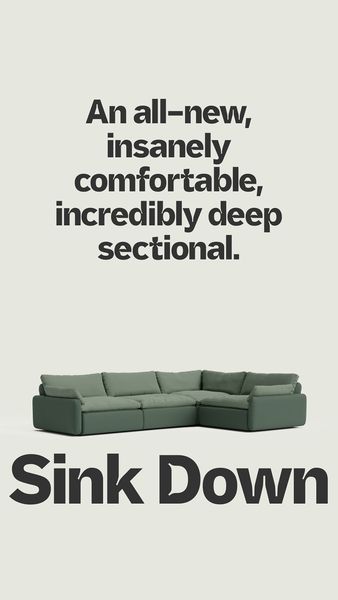 An all-new,
insanely
comfortable,
incredibly deep
sectional.
Sink Down